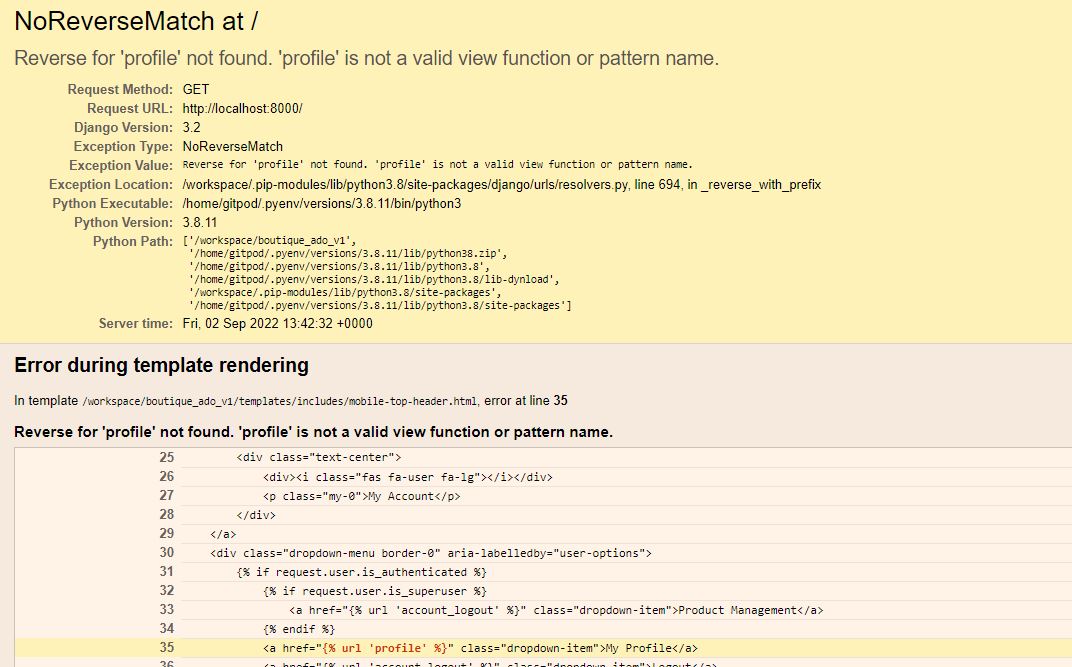 NoReverseMatch at /
Reverse for 'profile' not found. 'profile' is not a valid view function or pattern name.
Request Method: GET
Request URL: http://localhost:8000/
Django Version: 3.2
Exception Type: NoReverseMatch
Exception Value: Reverse for 'profile' not found. 'profile' is not a valid view function or pattern name.
Exception Location: /workspace/.pip-modules/lib/python3.8/site-packages/django/urls/resolvers.py, line 694, in _reverse_with_prefix
Python Executable: /home/gitpod/.pyenv/versions/3.8.11/bin/python3
Python Version: 3.8.11
Python Path: ['/workspace/boutique_ado_v1',
'/home/gitpod/.pyenv/versions/3.8.11/lib/python38.zip',
'/home/gitpod/.pyenv/versions/3.8.11/lib/python3.8',
'/home/gitpod/.pyenv/versions/3.8.11/lib/python3.8/lib-dynload',
'/workspace/.pip-modules/lib/python3.8/site-packages',
'/home/gitpod/.pyenv/versions/3.8.11/lib/python3.8/site-packages']
Server time: Fri, 02 Sep 2022 13:42:32 +0000
Error during template rendering
In template /workspace/boutique_ado_v1/templates/includes/mobile-top-header.html, error at line 35
Reverse for 'profile' not found. 'profile' is not a valid view function or pattern name.
25 <div class="text-center">
26 <div><i class="fas fa-user fa-lg"></i></div>
27 <p class="my-0">My Account</p>
28 </div>
29 </a>
30 <div class="dropdown-menu border-0" aria-labelledby="user-options">
31 {% if request.user.is_authenticated %}
32 {% if request.user.is_superuser %}
33 <a href="{% url 'account_logout' %}" class="dropdown-item">Product Management</a>
34 {% endif %}
35 <a href="{% url 'profile' %}" class="dropdown-item">My Profile</a>
36 <a href="{% url 'account_logout' %}" class="dropdown-item">Logout</a>